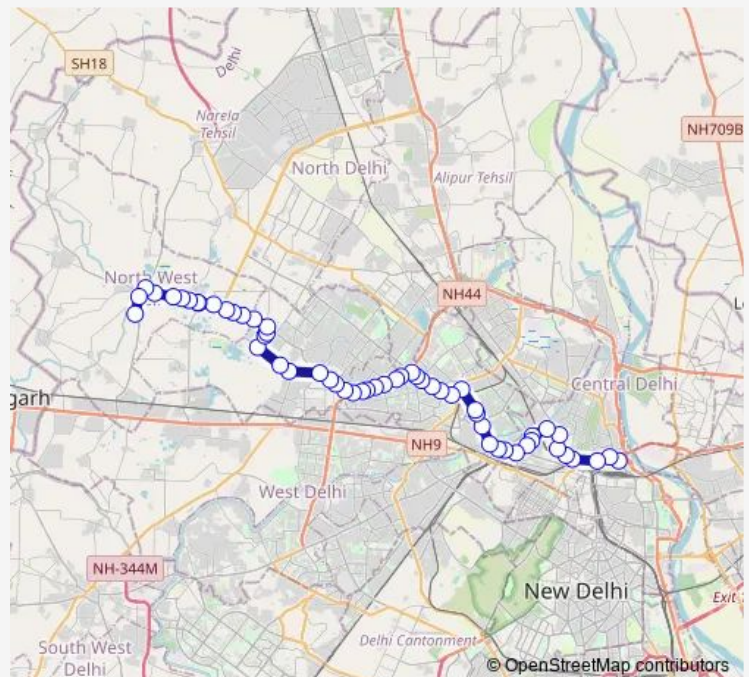 SH18
Delhi
Narela
Tehsil
NH709B
North Delhi
Alipur Tehsil
North West
NH44
Central Delhi
garh
NH9
West Delhi
NH-344M
New Delhi
Exit
Delhi Cantonment
South West
Delhi
© OpenStreetMap contributors